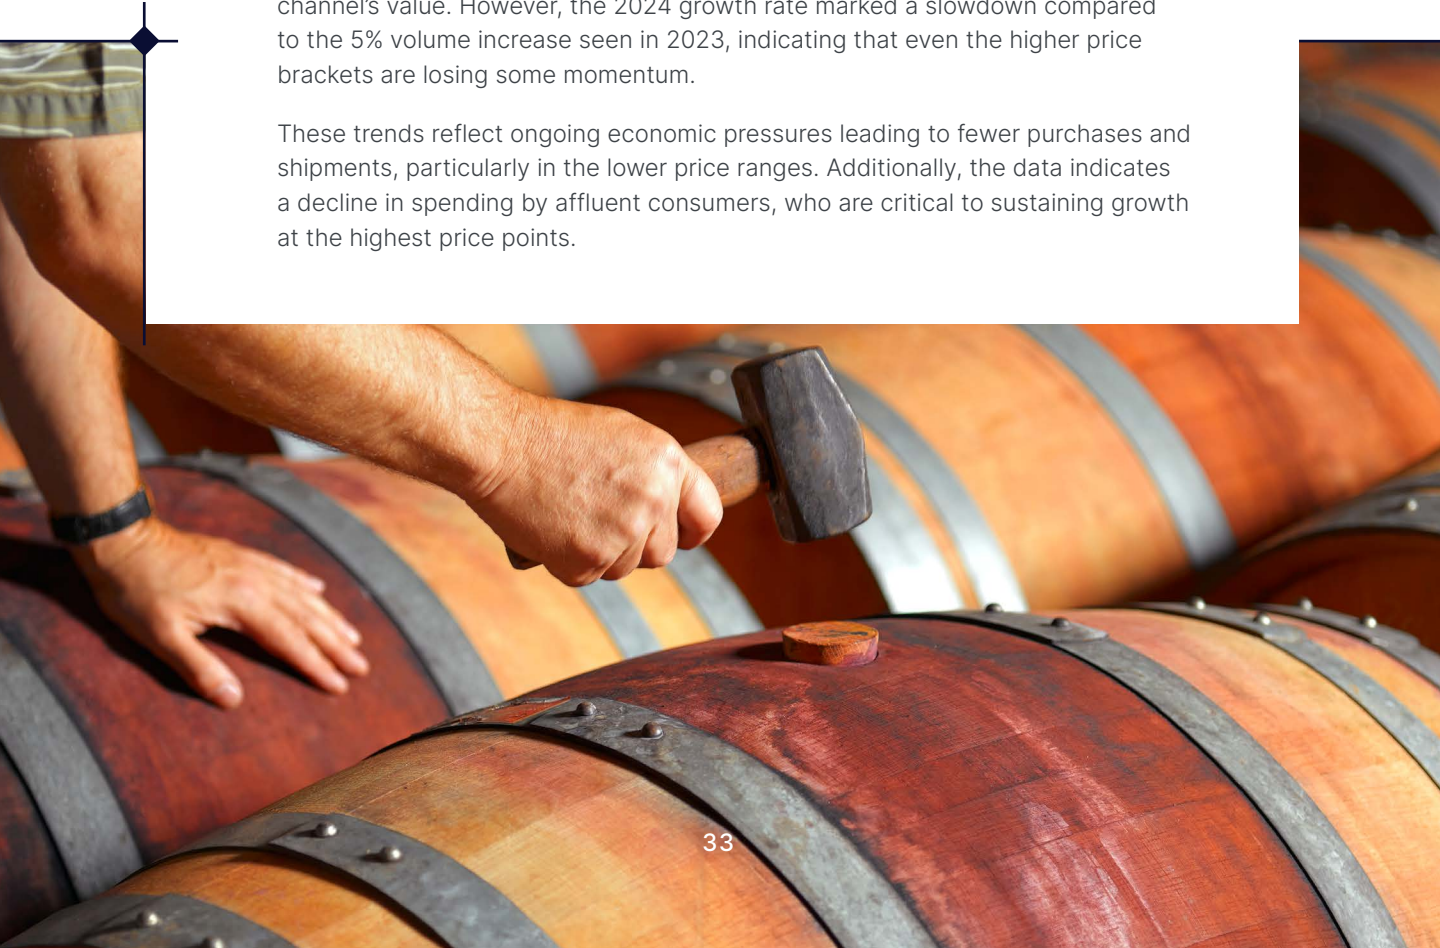 channel's value. However, the 2024 growth rate marked a slowdown compared
to the 5% volume increase seen in 2023, indicating that even the higher price
brackets are losing some momentum.
These trends reflect ongoing economic pressures leading to fewer purchases and
shipments, particularly in the lower price ranges. Additionally, the data indicates
a decline in spending by affluent consumers, who are critical to sustaining growth
at the highest price points.
33